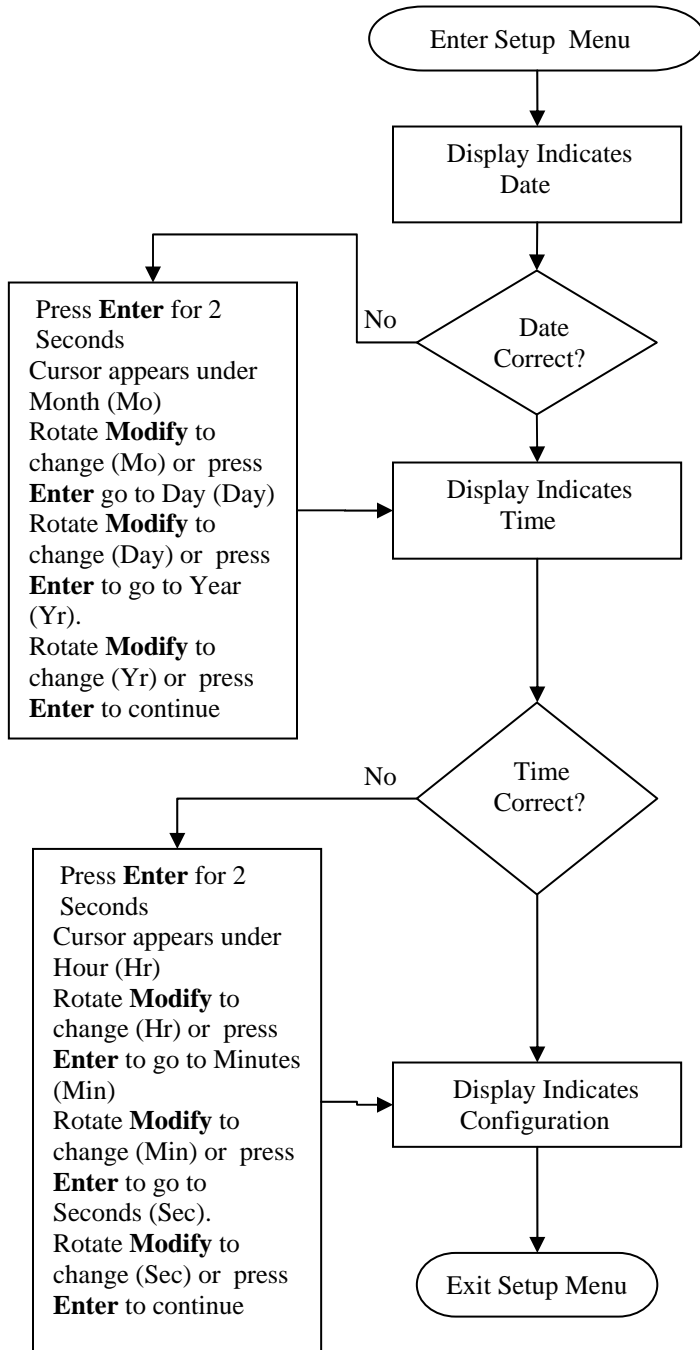 Enter Setup Menu
Display Indicates
Date
No
Date
Correct?
Press Enter for 2
Seconds
Cursor appears under
Month (Mo)
Rotate Modify to
change (Mo) or press
Enter go to Day (Day)
Rotate Modify to
change (Day) or press
Enter to go to Year
(Yr).
Rotate Modify to
change (Yr) or press
Enter to continue
Display Indicates
Time
No
Time
Correct?
Press Enter for 2
Seconds
Cursor appears under
Hour (Hr)
Rotate Modify to
change (Hr) or press
Enter to go to Minutes
(Min)
Rotate Modify to
change (Min) or press
Enter to go to
Seconds (Sec).
Rotate Modify to
change (Sec) or press
Enter to continue
Display Indicates
Configuration
Exit Setup Menu